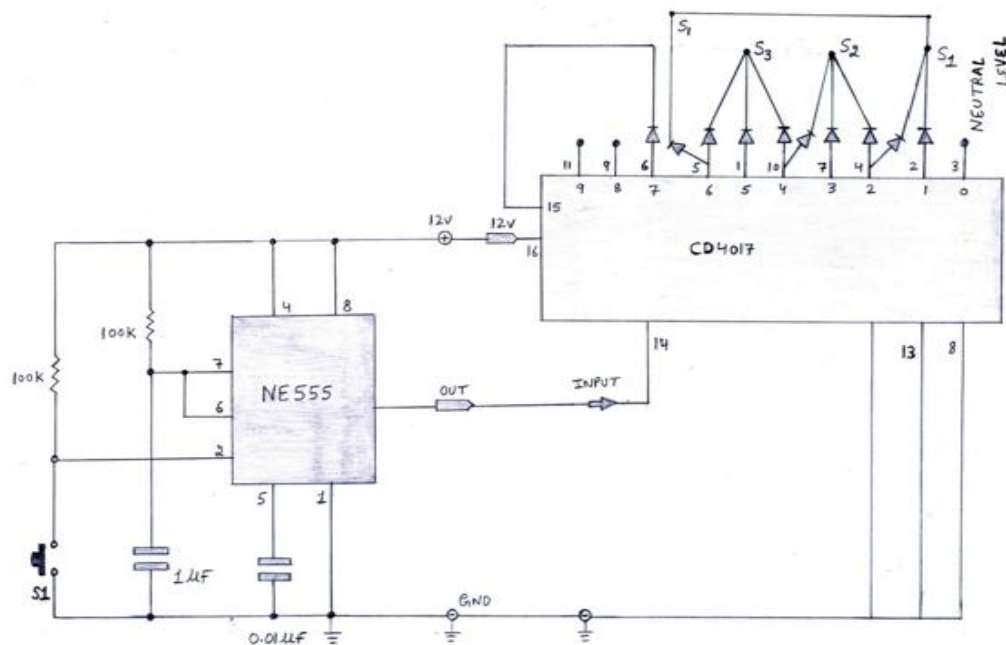 S1
S3
S2
S1
NEUTRAL
LEVEL
11 9 6 5 1 10 7 4 2 3
9 8 7 6 5 4 3 2 1 0
15
12V 12V
16
CD4017
4 8
100K
100K
7
14
13 8
NE555
OUT
INPUT
6
2
5 1
S1
1µF
GND
0.01µF